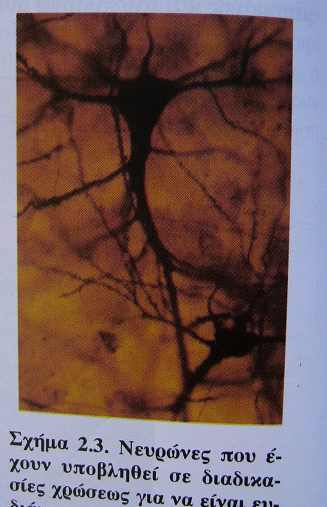 Σχήμα 2.3. Νευρώνες που έ-
χουν υποβληθεί σε διαδικα-
σίες χρώσεως για να είναι ευ-